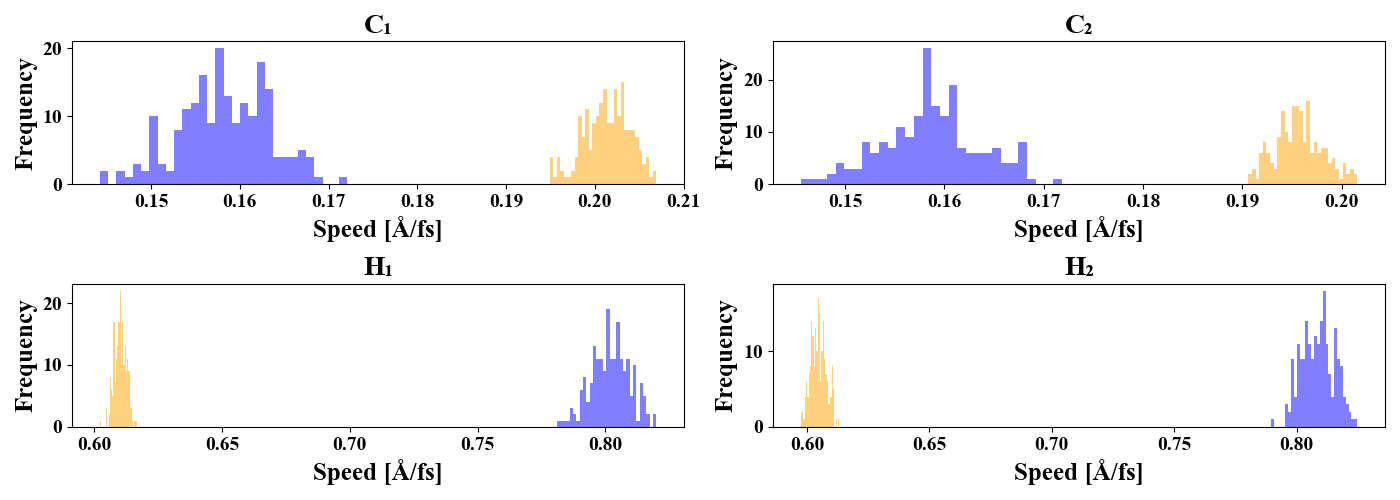 C₁
Frequency
20
10
0
0.15 0.16 0.17 0.18 0.19 0.20 0.21
Speed [Å/fs]
C₂
Frequency
20
10
0
0.15 0.16 0.17 0.18 0.19 0.20
Speed [Å/fs]
H₁
Frequency
20
10
0
0.60 0.65 0.70 0.75 0.80
Speed [Å/fs]
H₂
Frequency
10
0
0.60 0.65 0.70 0.75 0.80
Speed [Å/fs]